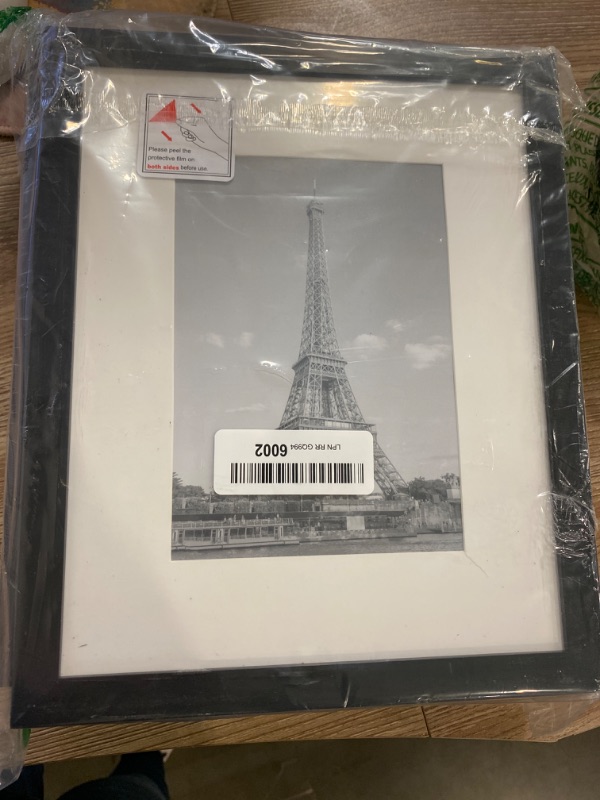 Please peel the
protective film on
both sides before use.
LPN RR GQ994 6002